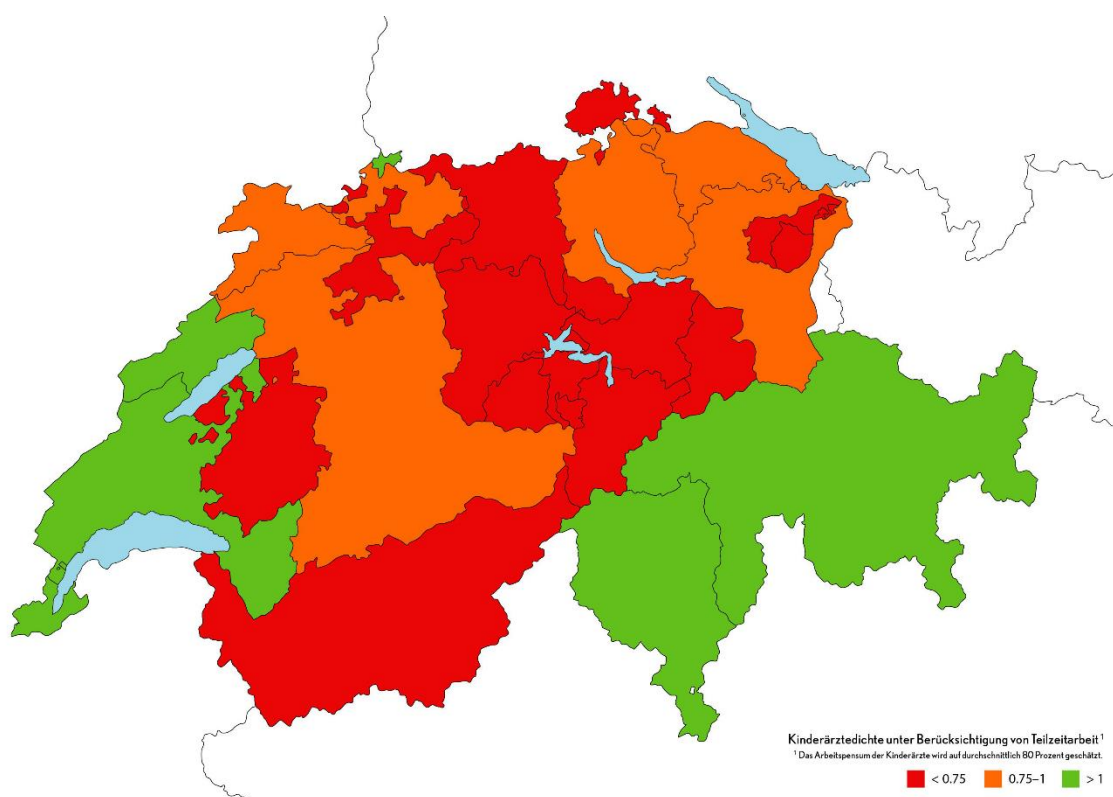 Kinderärztedichte unter Berücksichtigung von Teilzeitarbeit ¹
¹ Das Arbeitspensum der Kinderärzte wird auf durchschnittlich 80 Prozent geschätzt.
< 0.75 0.75–1 > 1